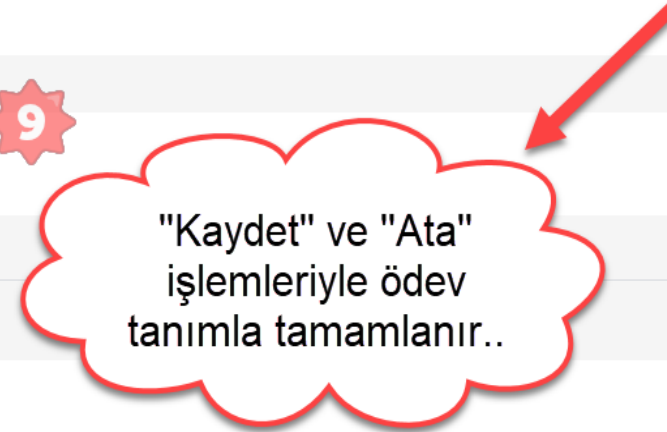 9
"Kaydet" ve "Ata"
işlemleriyle ödev
tanımla tamamlanır..